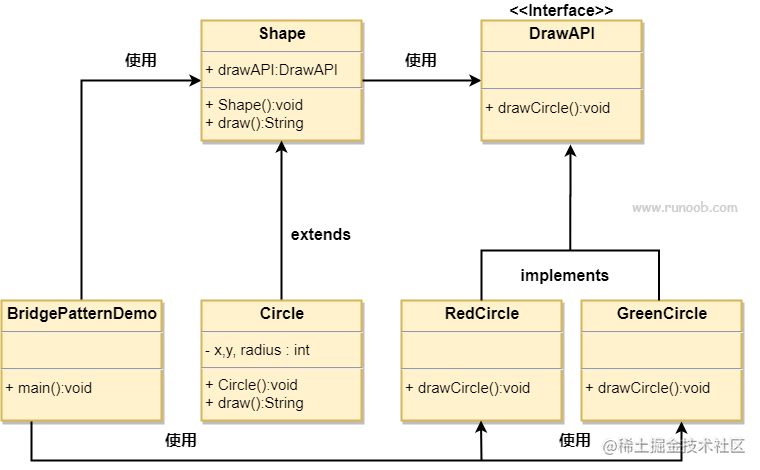 <<Interface>>
Shape
DrawAPI
使用
+ drawAPI:DrawAPI
使用
+ Shape():void
+ draw():String
+ drawCircle():void
www.runoob.com
extends
implements
BridgePatternDemo
Circle
RedCircle
GreenCircle
- x,y, radius : int
+ main():void
+ Circle():void
+ draw():String
+ drawCircle():void
+ drawCircle():void
使用
使用
@稀土掘金技术社区